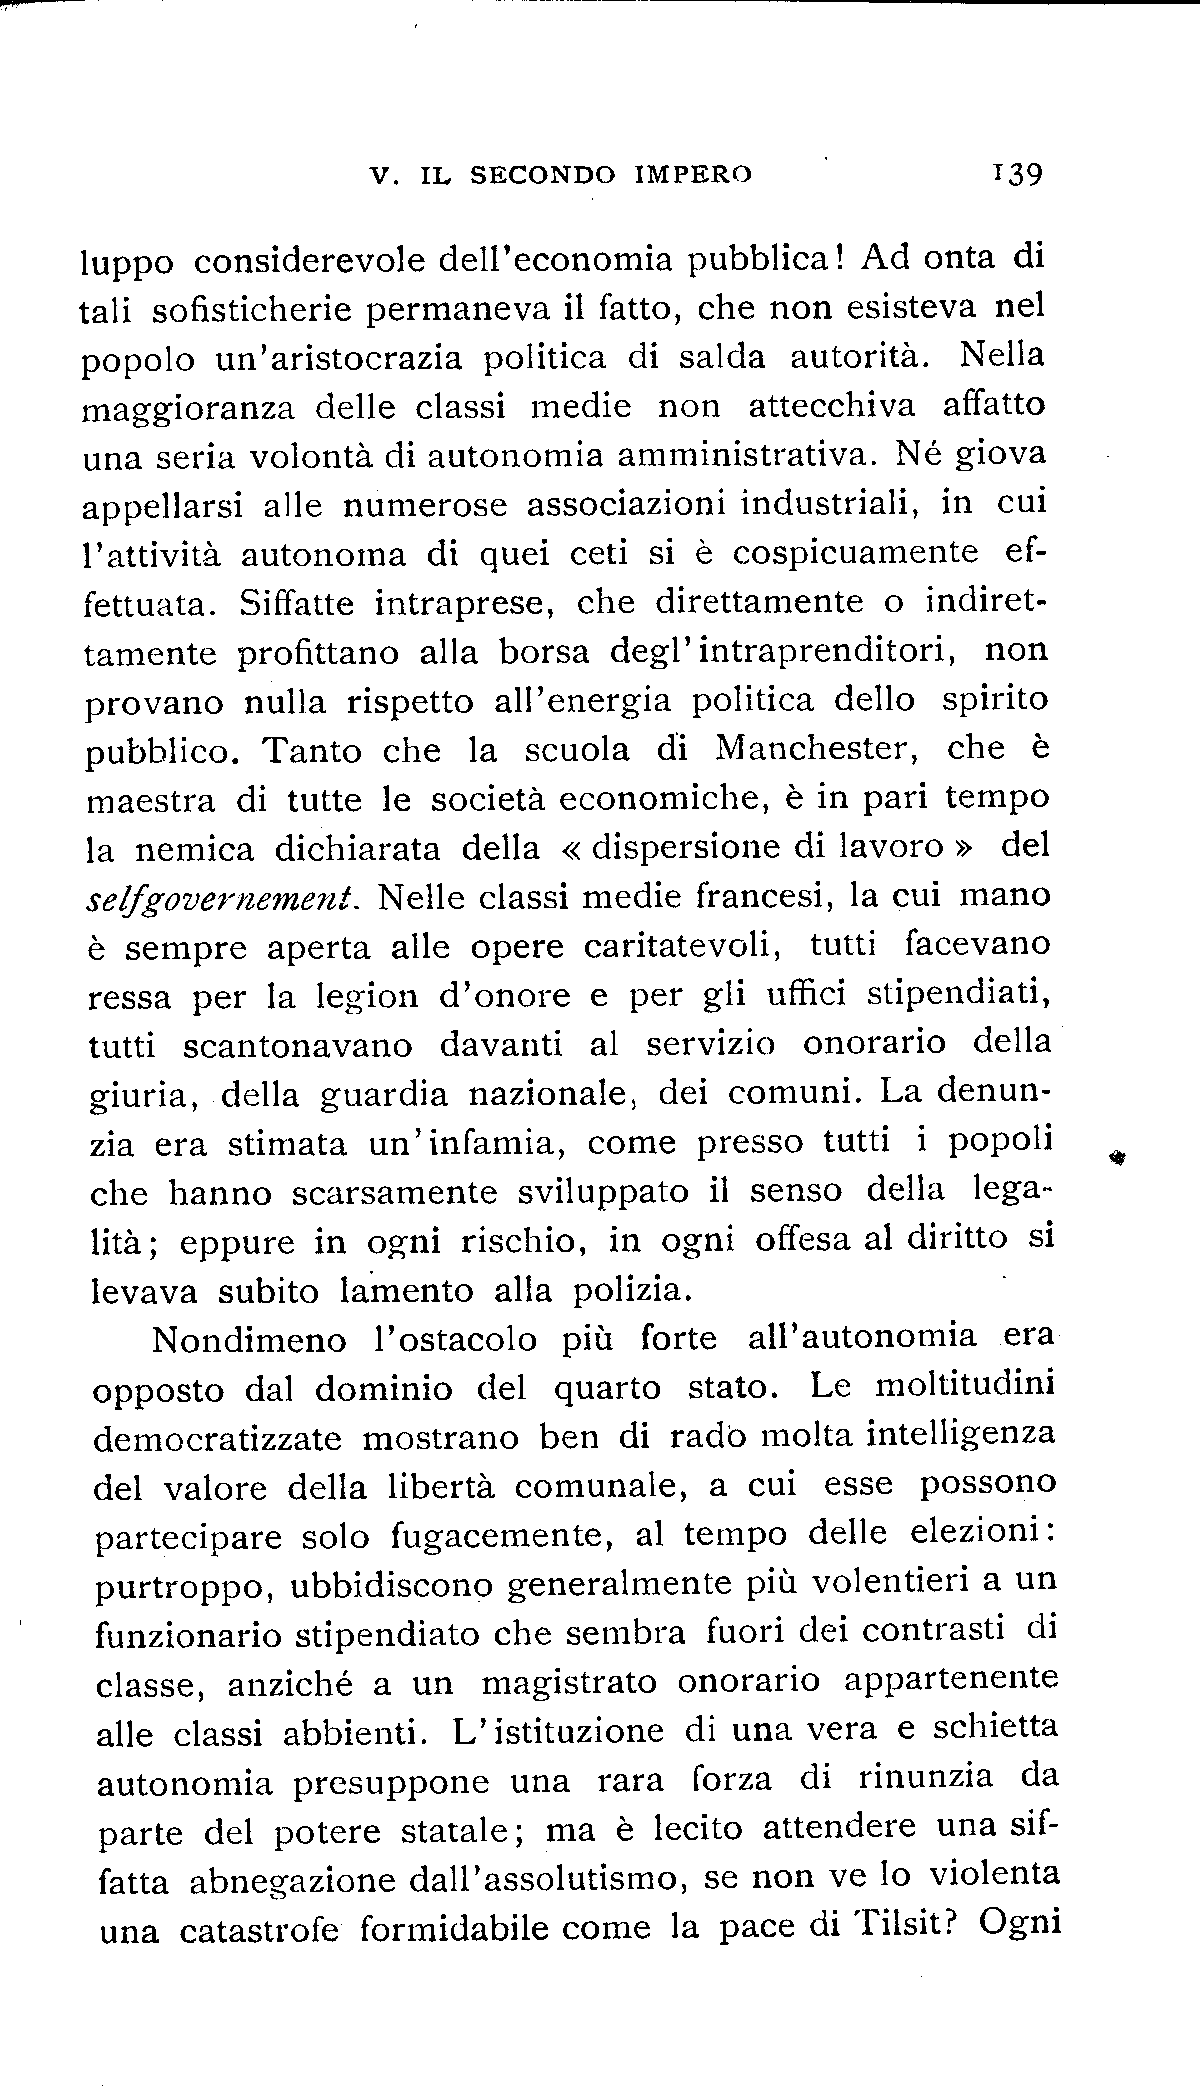 V. IL SECONDO IMPERO 139
luppo considerevole dell'economia pubblica! Ad onta di
tali sofisticherie permaneva il fatto, che non esisteva nel
popolo un'aristocrazia politica di salda autorità. Nella
maggioranza delle classi medie non attecchiva affatto
una seria volontà di autonomia amministrativa. Né giova
appellarsi alle numerose associazioni industriali, in cui
l'attività autonoma di quei ceti si è cospicuamente ef-
fettuata. Siffatte intraprese, che direttamente o indiret-
tamente profittano alla borsa degl'intraprenditori, non
provano nulla rispetto all'energia politica dello spirito
pubblico. Tanto che la scuola di Manchester, che è
maestra di tutte le società economiche, è in pari tempo
la nemica dichiarata della « dispersione di lavoro » del
selfgovernement. Nelle classi medie francesi, la cui mano
è sempre aperta alle opere caritatevoli, tutti facevano
ressa per la legion d'onore e per gli uffici stipendiati,
tutti scantonavano davanti al servizio onorario della
giuria, della guardia nazionale, dei comuni. La denun-
zia era stimata un'infamia, come presso tutti i popoli
che hanno scarsamente sviluppato il senso della lega-
lità; eppure in ogni rischio, in ogni offesa al diritto si
levava subito lamento alla polizia.
Nondimeno l'ostacolo più forte all'autonomia era
opposto dal dominio del quarto stato. Le moltitudini
democratizzate mostrano ben di rado molta intelligenza
del valore della libertà comunale, a cui esse possono
partecipare solo fugacemente, al tempo delle elezioni:
purtroppo, ubbidiscono generalmente più volentieri a un
funzionario stipendiato che sembra fuori dei contrasti di
classe, anziché a un magistrato onorario appartenente
alle classi abbienti. L'istituzione di una vera e schietta
autonomia presuppone una rara forza di rinunzia da
parte del potere statale; ma è lecito attendere una sif-
fatta abnegazione dall'assolutismo, se non ve lo violenta
una catastrofe formidabile come la pace di Tilsit? Ogni